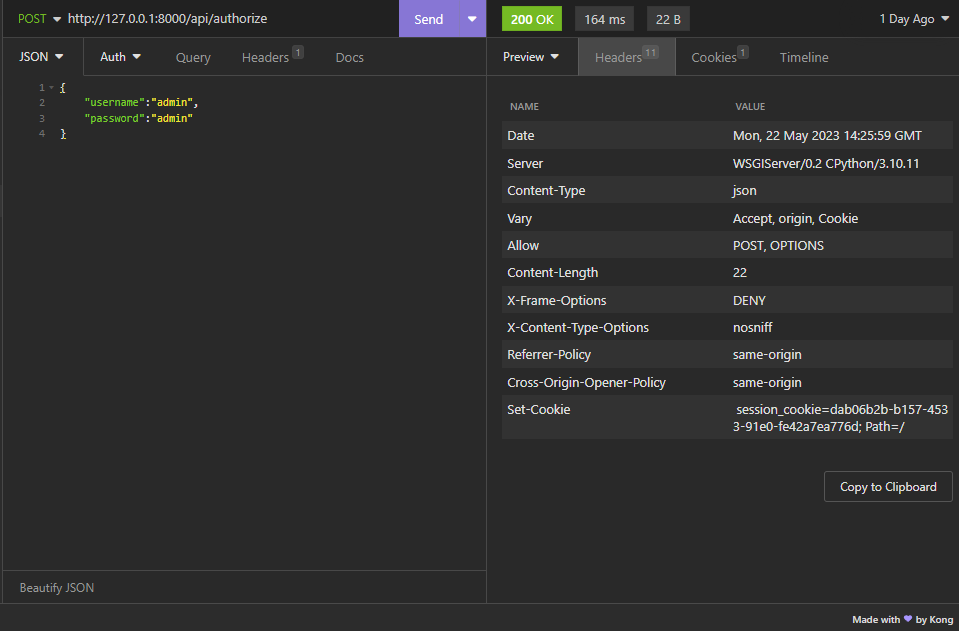 POST http://127.0.0.1:8000/api/authorize Send 200 OK 164 ms 22 B 1 Day Ago
JSON Auth Query Headers 1 Docs Preview Headers 11 Cookies 1 Timeline
1 {
2 "username":"admin",
3 "password":"admin"
4 }
NAME VALUE
Date Mon, 22 May 2023 14:25:59 GMT
Server WSGIServer/0.2 CPython/3.10.11
Content-Type json
Vary Accept, origin, Cookie
Allow POST, OPTIONS
Content-Length 22
X-Frame-Options DENY
X-Content-Type-Options nosniff
Referrer-Policy same-origin
Cross-Origin-Opener-Policy same-origin
Set-Cookie session_cookie=dab06b2b-b157-453
3-91e0-fe42a7ea776d; Path=/
Copy to Clipboard
Beautify JSON
Made with 💜 by Kong